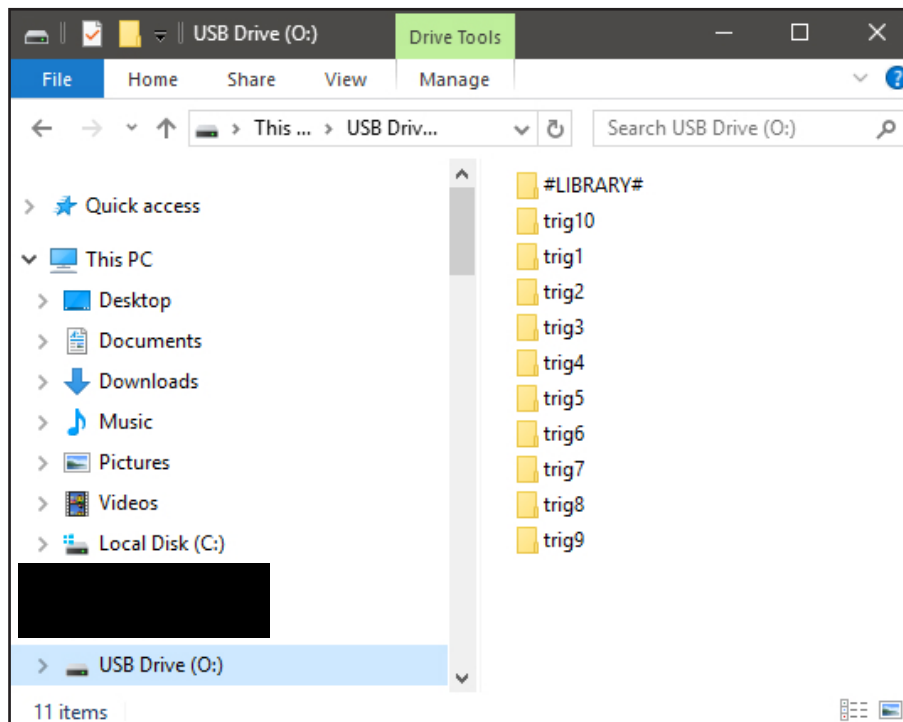 USB Drive (O:)
Drive Tools
File Home Share View Manage
This ... USB Driv... Search USB Drive (O:)
Quick access
This PC
Desktop
Documents
Downloads
Music
Pictures
Videos
Local Disk (C:)
USB Drive (O:)
#LIBRARY#
trig10
trig1
trig2
trig3
trig4
trig5
trig6
trig7
trig8
trig9
11 items